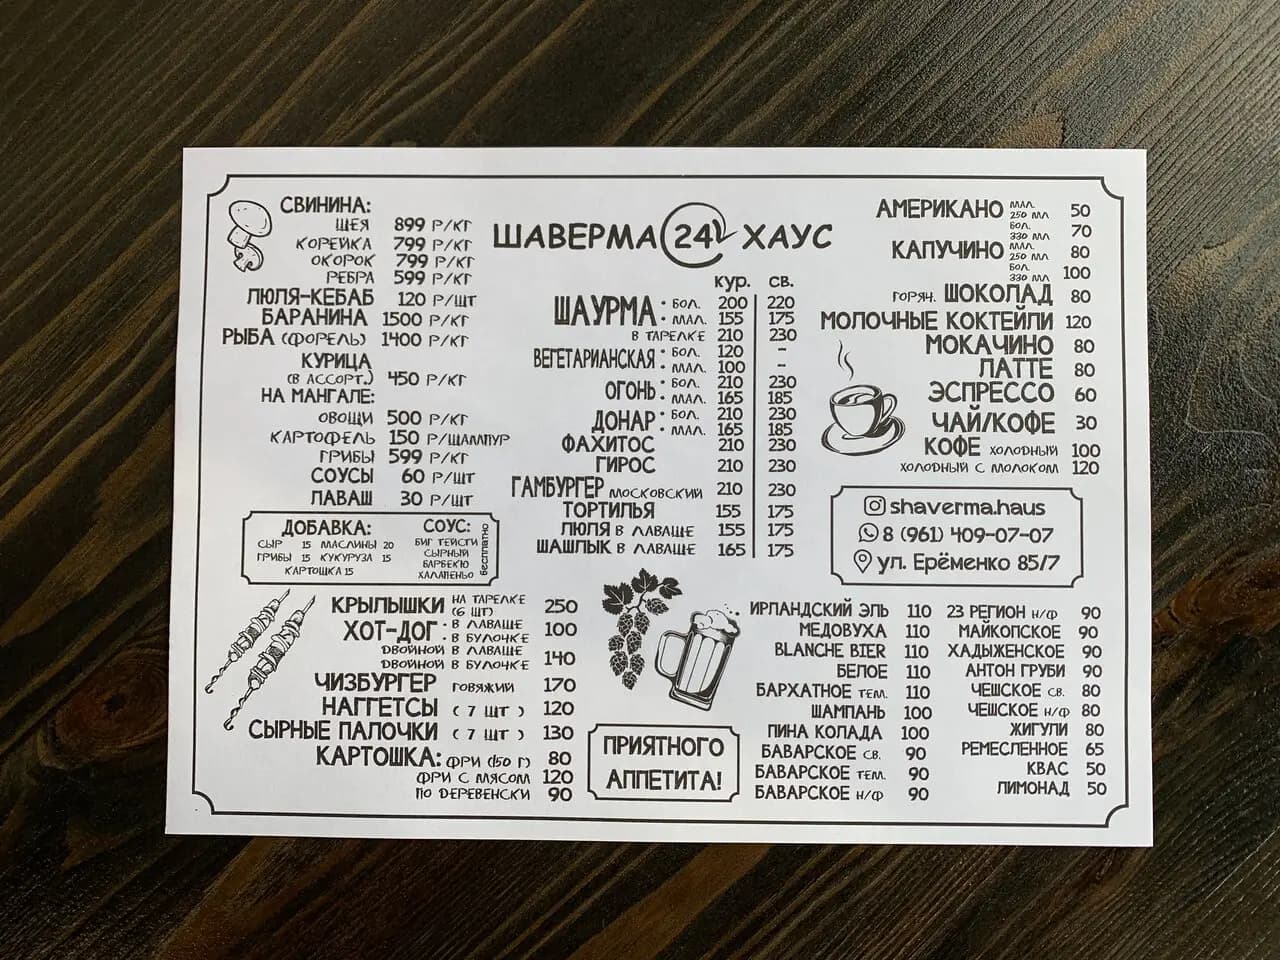 СВИНИНА:
ШЕЯ 899 Р/КГ
КОРЕЙКА 799 Р/КГ
ОКОРОК 799 Р/КГ
РЕБРА 599 Р/КГ
ЛЮЛЯ-КЕБАБ 120 Р/ШТ
БАРАНИНА 1500 Р/КГ
РЫБА (ФОРЕЛЬ) 1400 Р/КГ
КУРИЦА
(В АССОРТ.) 450 Р/КГ
НА МАНГАЛЕ:
ОВОЩИ 500 Р/КГ
КАРТОФЕЛЬ 150 Р/ШАМПУР
ГРИБЫ 599 Р/КГ
СОУСЫ 60 Р/ШТ
ЛАВАШ 30 Р/ШТ
ДОБАВКА:
СЫР 15 МАСЛИНЫ 20
ГРИБЫ 15 КУКУРУЗА 15
КАРТОШКА 15
СОУС:
БИГ ТЕЙСТИ
СЫРНЫЙ
БАРБЕКЮ
ХАЛАПЕНЬО
бесплатно
КРЫЛЫШКИ НА ТАРЕЛКЕ (6 ШТ) 250
ХОТ-ДОГ: В ЛАВАШЕ
В БУЛОЧКЕ 100
ДВОЙНОЙ В ЛАВАШЕ
ДВОЙНОЙ В БУЛОЧКЕ 140
ЧИЗБУРГЕР ГОВЯЖИЙ 170
НАГГЕТСЫ (7 ШТ) 120
СЫРНЫЕ ПАЛОЧКИ (7 ШТ) 130
КАРТОШКА: ФРИ (150 Г) 80
ФРИ С МЯСОМ 120
ПО ДЕРЕВЕНСКИ 90
ШАВЕРМА 24 ХАУС
кур. св.
ШАУРМА: БОЛ. 200 220
МАЛ. 155 175
В ТАРЕЛКЕ 210 230
ВЕГЕТАРИАНСКАЯ: БОЛ. 120 -
МАЛ. 100 -
ОГОНЬ: БОЛ. 210 230
МАЛ. 165 185
ДОНАР: БОЛ. 210 230
МАЛ. 165 185
ФАХИТОС 210 230
ГИРОС 210 230
ГАМБУРГЕР МОСКОВСКИЙ 210 230
ТОРТИЛЬЯ 155 175
ЛЮЛЯ В ЛАВАШЕ 155 175
ШАШЛЫК В ЛАВАШЕ 165 175
ПРИЯТНОГО
АППЕТИТА!
АМЕРИКАНО МАЛ. 250 МЛ 50
БОЛ. 330 МЛ 70
КАПУЧИНО МАЛ. 250 МЛ 80
БОЛ. 330 МЛ 100
ГОРЯЧ. ШОКОЛАД 80
МОЛОЧНЫЕ КОКТЕЙЛИ 120
МОКАЧИНО 80
ЛАТТЕ 80
ЭСПРЕССО 60
ЧАЙ/КОФЕ 30
КОФЕ ХОЛОДНЫЙ 100
ХОЛОДНЫЙ С МОЛОКОМ 120
shaverma.haus
8 (961) 409-07-07
ул. Ерёменко 85/7
ИРЛАНДСКИЙ ЭЛЬ 110
МЕДОВУХА 110
BLANCHE BIER 110
БЕЛОЕ 110
БАРХАТНОЕ ТЕМ. 110
ШАМПАНЬ 100
ПИНА КОЛАДА 100
БАВАРСКОЕ СВ. 90
БАВАРСКОЕ ТЕМ. 90
БАВАРСКОЕ Н/Ф 90
23 РЕГИОН Н/Ф 90
МАЙКОПСКОЕ 90
ХАДЫЖЕНСКОЕ 90
АНТОН ГРУБИ 90
ЧЕШСКОЕ СВ. 80
ЧЕШСКОЕ Н/Ф 80
ЖИГУЛИ 80
РЕМЕСЛЕННОЕ 65
КВАС 50
ЛИМОНАД 50